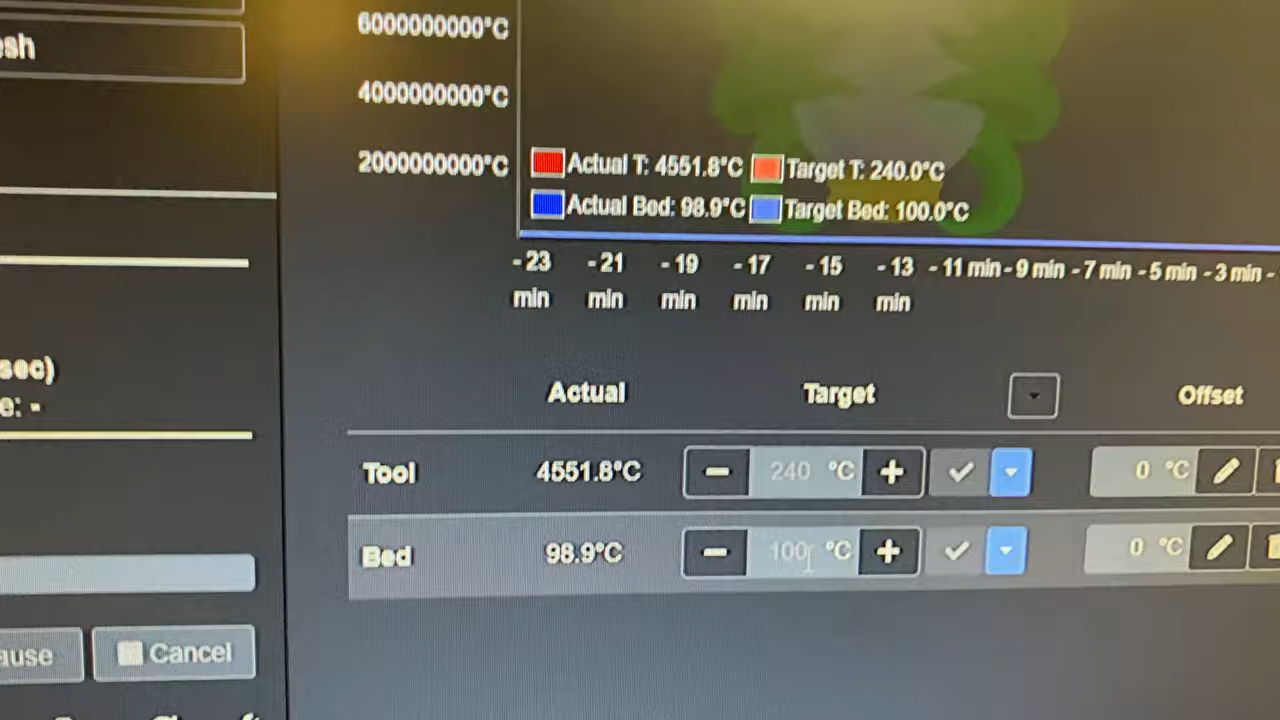 6000000000°C
esh
4000000000°C
2000000000°C
Actual T: 4551.8°C Target T: 240.0°C
Actual Bed: 98.9°C Target Bed: 100.0°C
- 23 min - 21 min - 19 min - 17 min - 15 min - 13 min - 11 min - 9 min - 7 min - 5 min - 3 min -
sec)
e: -
Actual Target Offset
Tool 4551.8°C 240 °C 0 °C
Bed 98.9°C 100 °C 0 °C
ause Cancel